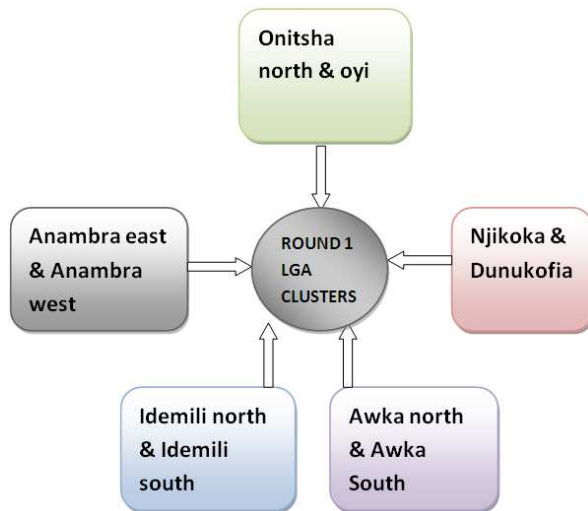 Onitsha
north & oyi
Anambra east
& Anambra
west
ROUND 1
LGA
CLUSTERS
Njikoka &
Dunukofia
Idemili north
& Idemili
south
Awka north
& Awka
South